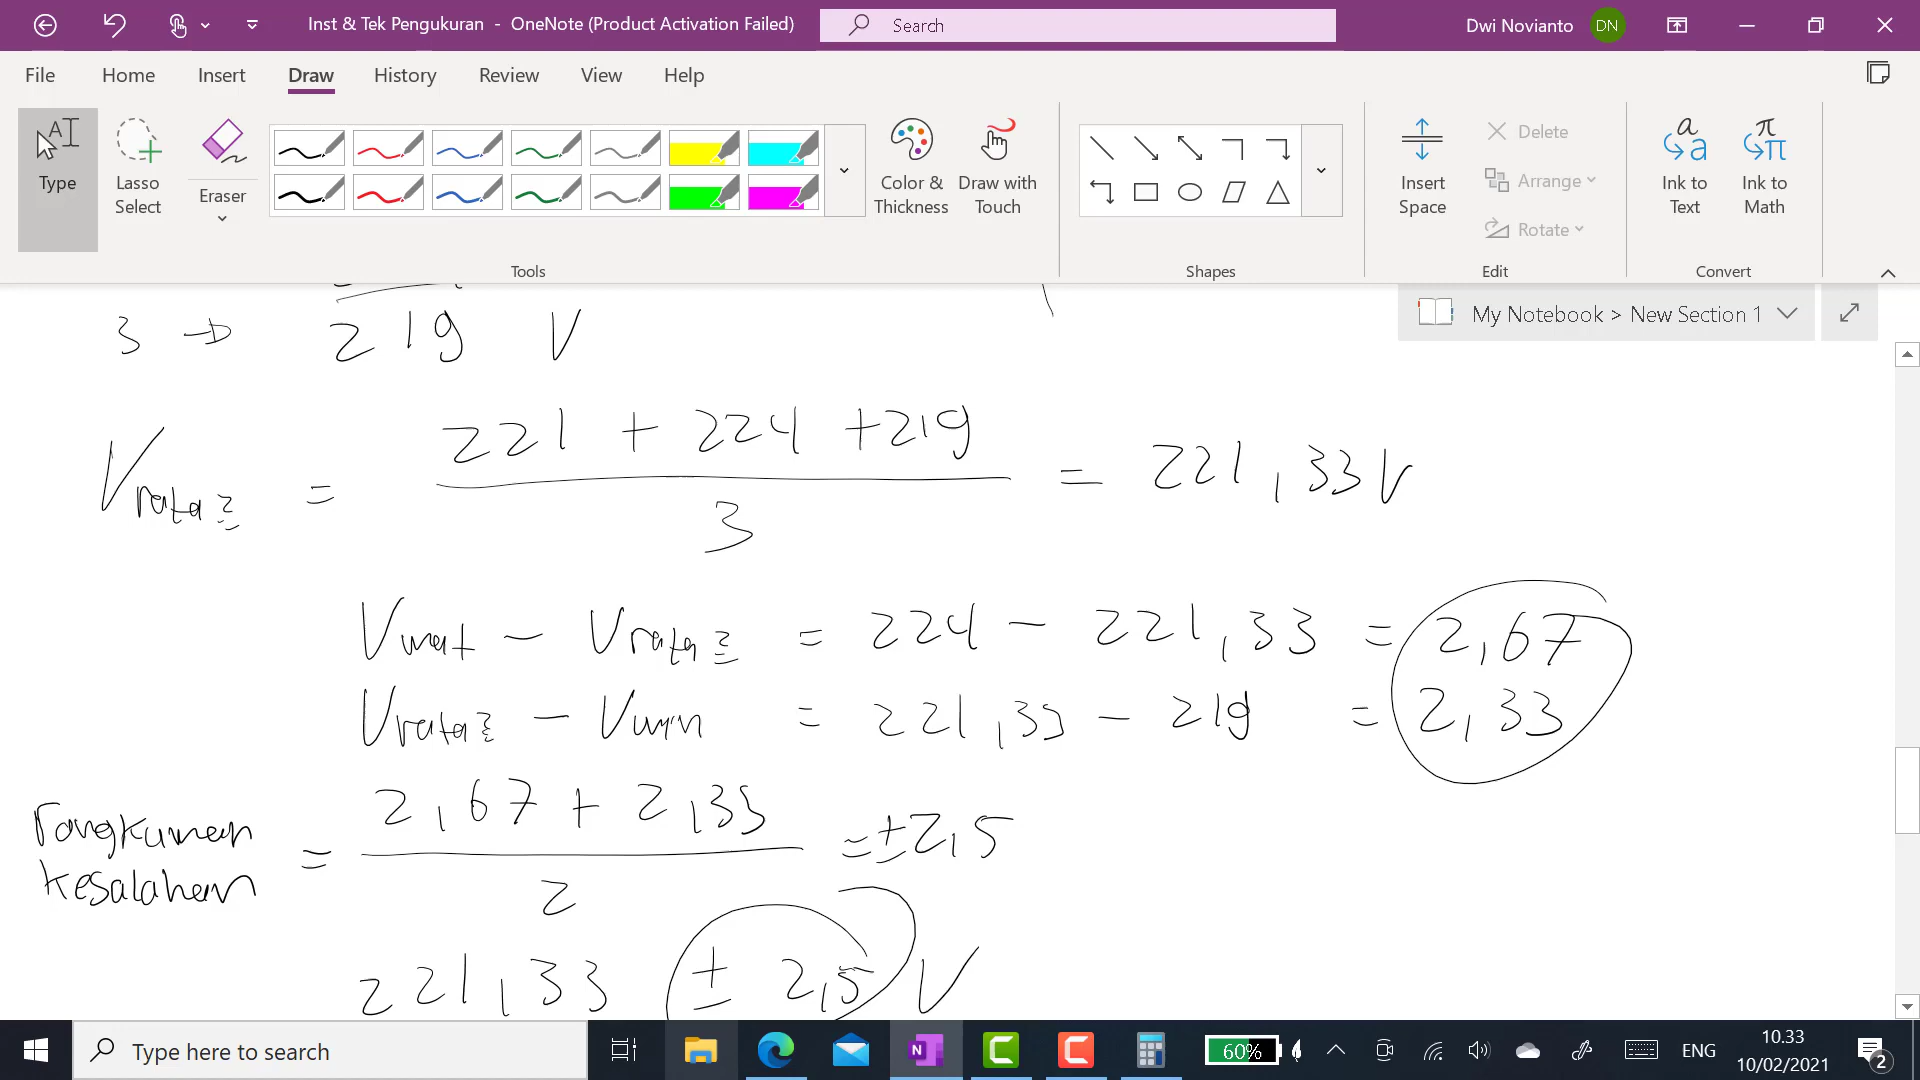 Inst & Tek Pengukuran - OneNote (Product Activation Failed)
Search
Dwi Novianto DN
File Home Insert Draw History Review View Help
Type
Lasso Select
Eraser
Color & Thickness
Draw with Touch
Insert Space
Delete
Arrange
Rotate
Ink to Text
Ink to Math
Tools Shapes Edit Convert
My Notebook > New Section 1
3 → 219 V
Vrata2 = 221 + 224 + 219 / 3 = 221,33 V
Vmat - Vrata2 = 224 - 221,33 = 2,67
Vrata2 - Vmin = 221,33 - 219 = 2,33
rangkuman kesalahan = 2,67 + 2,33 / 2 = ± 2,5
221,33 ± 2,5 V
Type here to search
60%
ENG
10.33
10/02/2021
2